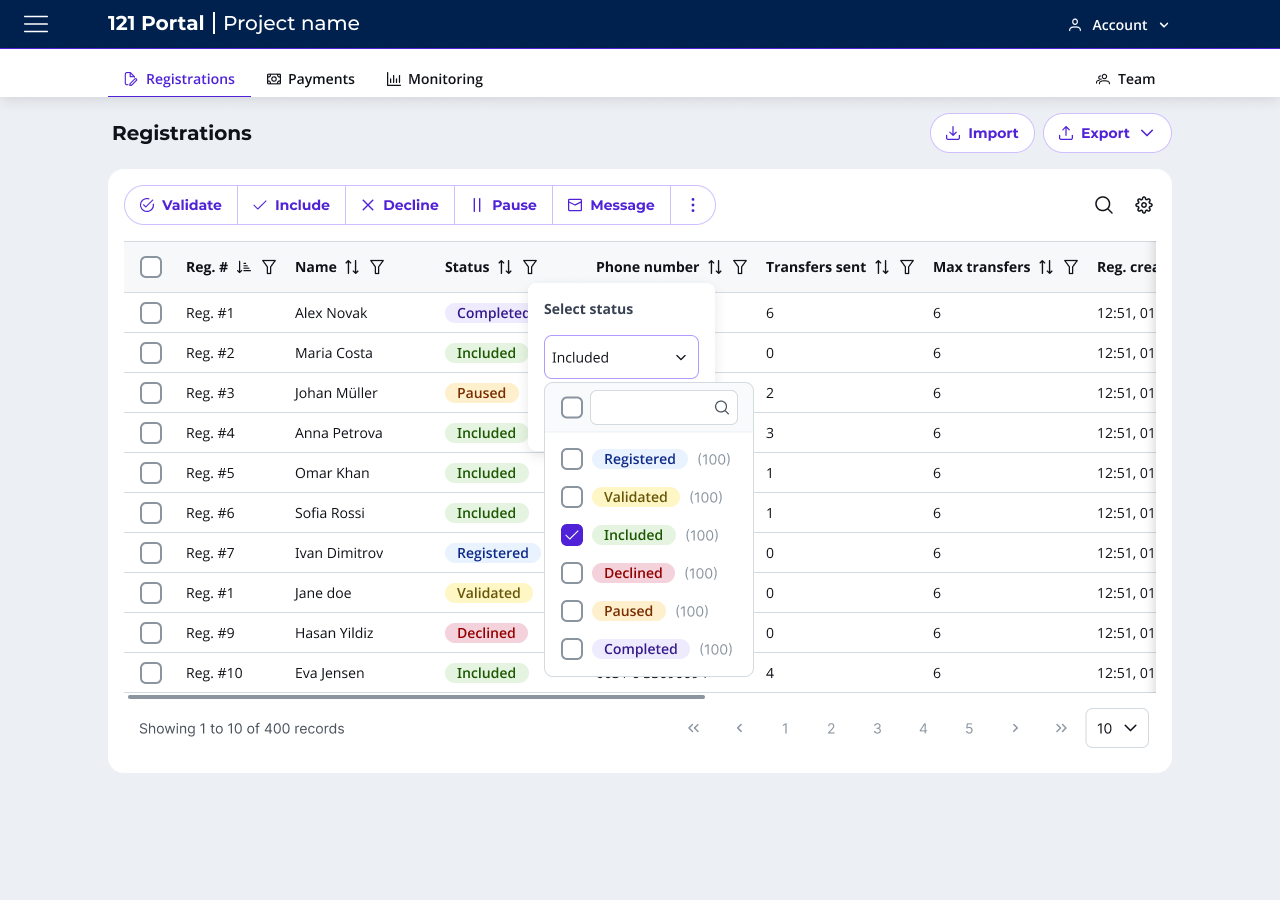 121 Portal | Project name
Account
Registrations Payments Monitoring Team
Registrations
Import Export
Validate Include Decline Pause Message
Reg. # Name Status Phone number Transfers sent Max transfers Reg. crea
Reg. #1 Alex Novak Completed 6 6 12:51, 01
Reg. #2 Maria Costa Included 0 6 12:51, 01
Reg. #3 Johan Müller Paused 2 6 12:51, 01
Reg. #4 Anna Petrova Included 3 6 12:51, 01
Reg. #5 Omar Khan Included 1 6 12:51, 01
Reg. #6 Sofia Rossi Included 1 6 12:51, 01
Reg. #7 Ivan Dimitrov Registered 0 6 12:51, 01
Reg. #1 Jane doe Validated 0 6 12:51, 01
Reg. #9 Hasan Yildiz Declined 0 6 12:51, 01
Reg. #10 Eva Jensen Included 4 6 12:51, 01
Select status
Included
Registered (100)
Validated (100)
Included (100)
Declined (100)
Paused (100)
Completed (100)
Showing 1 to 10 of 400 records
1 2 3 4 5
10